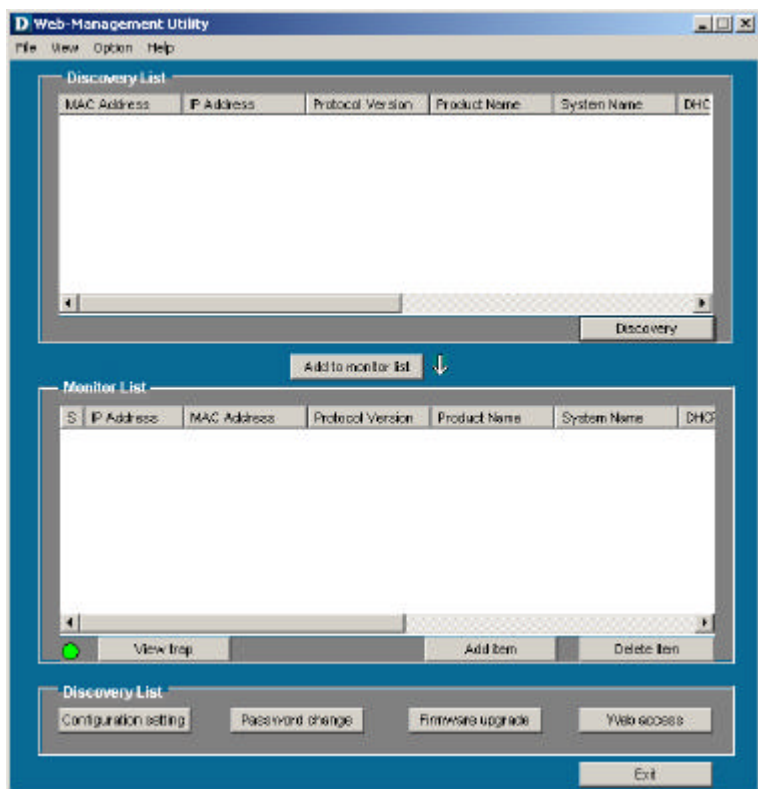 D Web-Management Utility
File View Option Help
Discovery List
MAC Address IP Address Protocol Version Product Name System Name DHC
Discovery
Add to monitor list
Monitor List
S IP Address MAC Address Protocol Version Product Name System Name DHCP
View trap Add item Delete item
Discovery List
Configuration setting Password change Firmware upgrade Web access
Exit